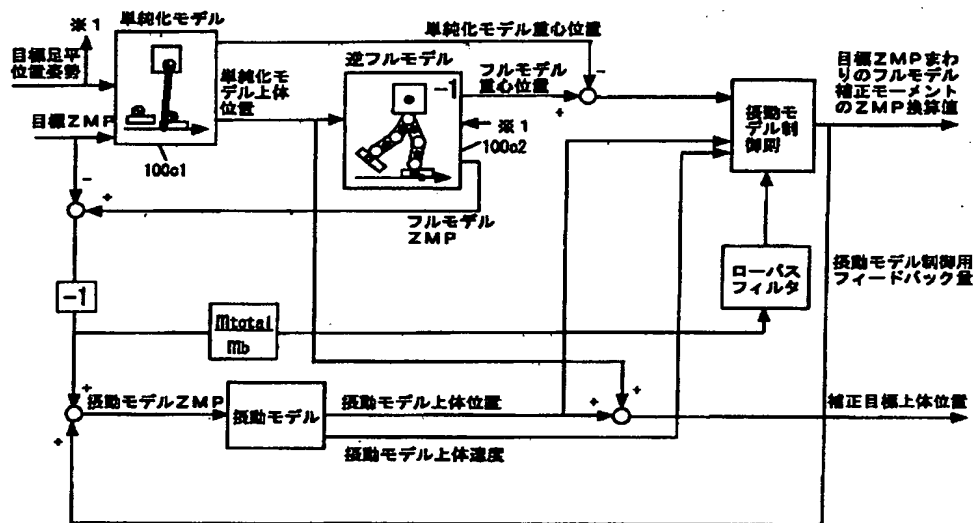 ※1
単純化モデル
単純化モデル重心位置
目標足平
位置姿勢
逆フルモデル
フルモデル
重心位置
単純化モ
デル上体
位置
目標ZMPまわ
りのフルモデル
補正モーメント
のZMP換算値
目標ZMP
-1
※1
摂動モ
デル制
御則
100c1
100c2
フルモデル
ZMP
ローパス
フィルタ
摂動モデル制御用
フィードバック量
-1
Mtotal
Mb
摂動モデルZMP
摂動モデル
摂動モデル上体位置
補正目標上体位置
摂動モデル上体速度